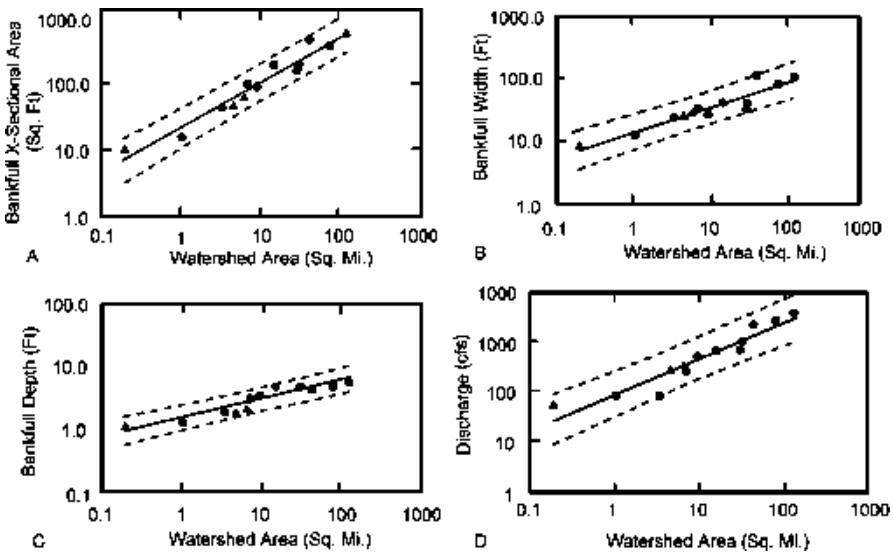 1000.0
100.0
10.0
1.0
Bankfull X-Sectional Area
(Sq. Ft)
0.1 1 10 100 1000
A Watershed Area (Sq. Mi.)
1000.0
100.0
10.0
1.0
Bankfull Width (Ft)
0.1 1 10 100 1000
B Watershed Area (Sq. Mi.)
100.0
10.0
1.0
0.1
Bankfull Depth (Ft)
0.1 1 10 100 1000
C Watershed Area (Sq. Mi.)
1000
1000
100
10
1
Discharge (cfs)
0.1 1 10 100 1000
D Watershed Area (Sq. MI.)